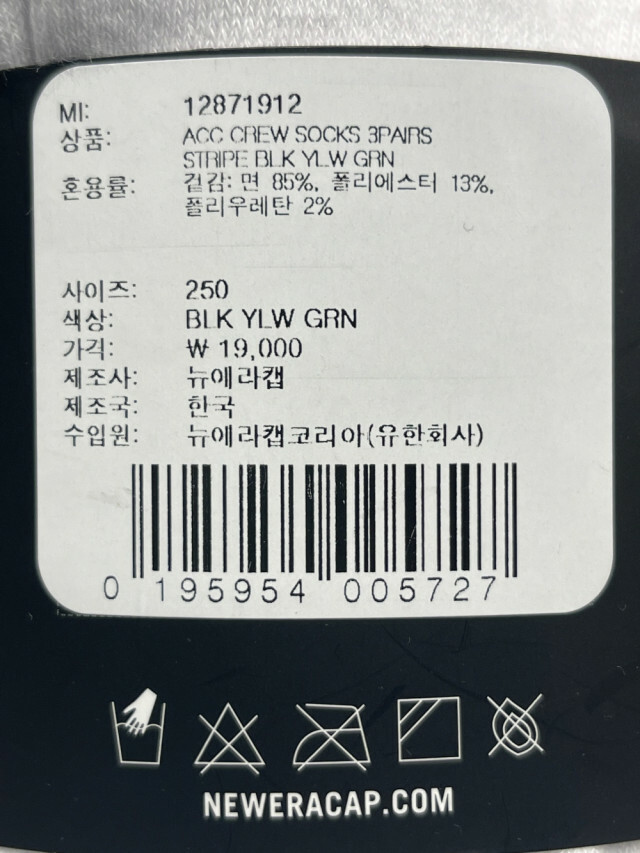 MI: 12871912
상품: ACC CREW SOCKS 3PAIRS
STRIPE BLK YLW GRN
혼용률: 겉감: 면 85%, 폴리에스터 13%,
폴리우레탄 2%
사이즈: 250
색상: BLK YLW GRN
가격: ₩ 19,000
제조사: 뉴에라캡
제조국: 한국
수입원: 뉴에라캡코리아(유한회사)
0 195954 005727
NEWERACAP.COM